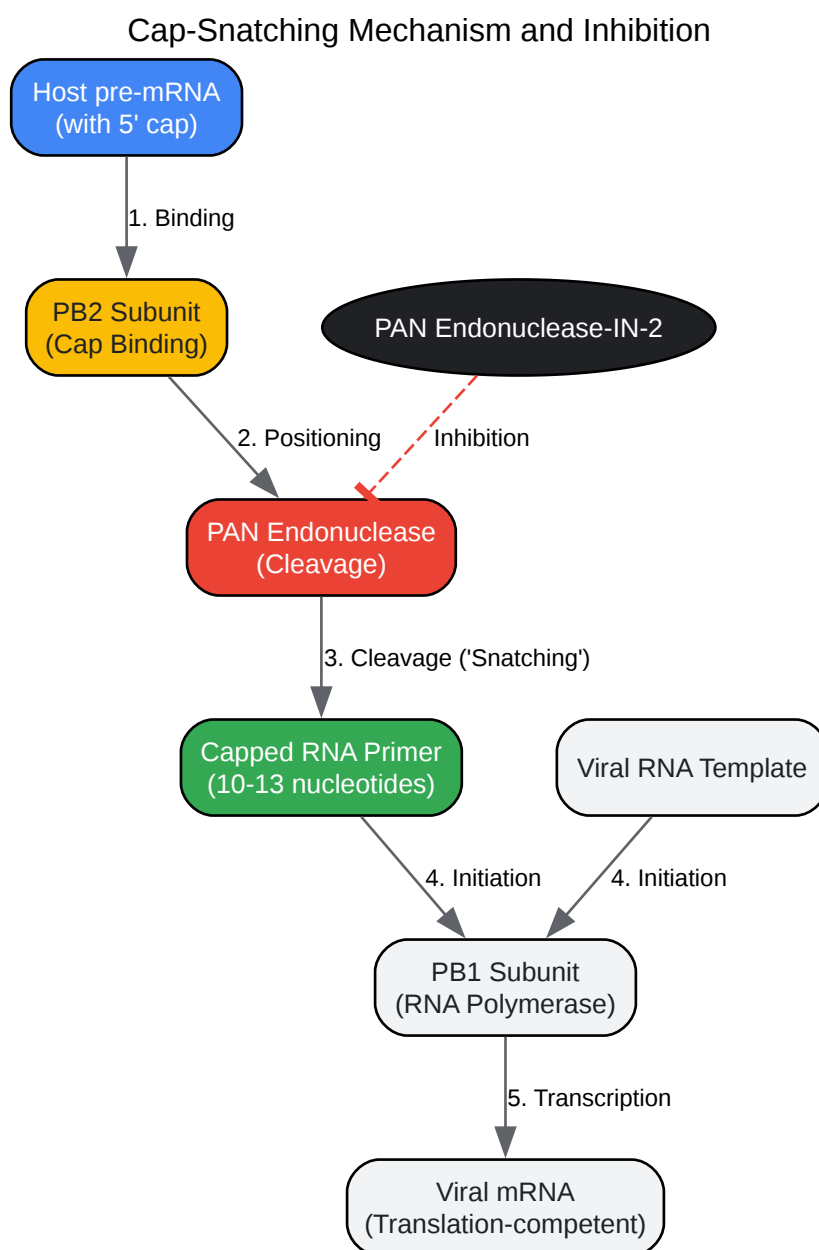 Cap-Snatching Mechanism and Inhibition
Host pre-mRNA
(with 5' cap)
1. Binding
PB2 Subunit
(Cap Binding)
PAN Endonuclease-IN-2
2. Positioning
Inhibition
PAN Endonuclease
(Cleavage)
3. Cleavage ('Snatching')
Capped RNA Primer
(10-13 nucleotides)
Viral RNA Template
4. Initiation
4. Initiation
PB1 Subunit
(RNA Polymerase)
5. Transcription
Viral mRNA
(Translation-competent)